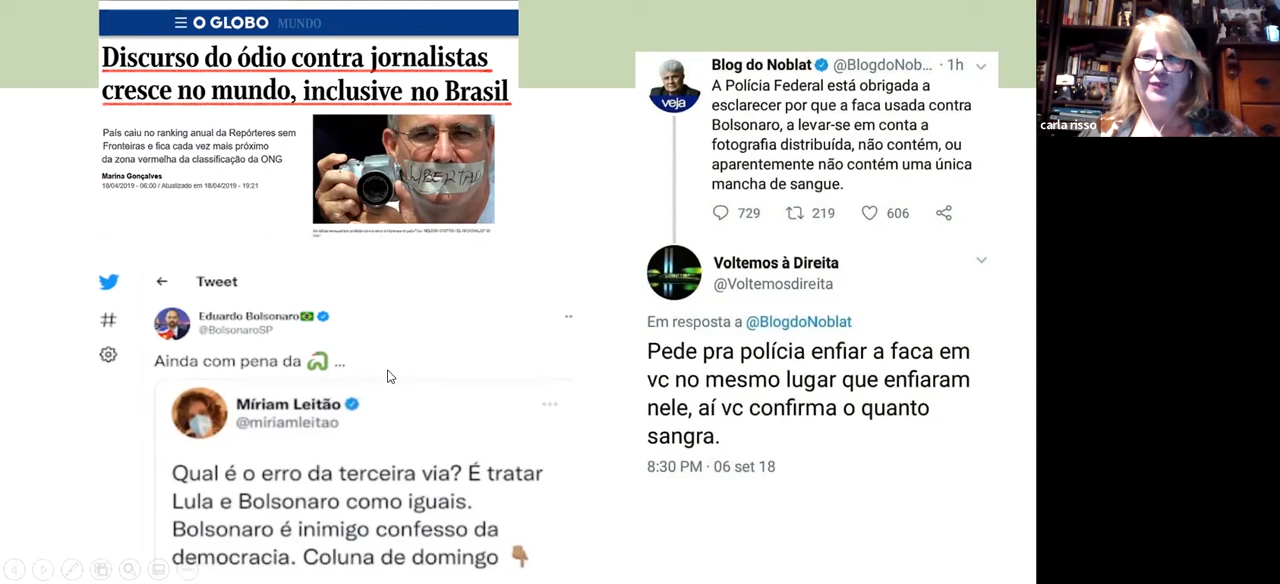 O GLOBO MUNDO
Discurso do ódio contra jornalistas
cresce no mundo, inclusive no Brasil
País caiu no ranking anual da Repórteres sem
Fronteiras e fica cada vez mais próximo
da zona vermelha da classificação da ONG
Marina Gonçalves
18/04/2019 - 06:00 / Atualizado em 18/04/2019 - 19:21
LIBERTAD
Tweet
Eduardo Bolsonaro
@BolsonaroSP
Ainda com pena da ...
Míriam Leitão
@miriamleitao
Qual é o erro da terceira via? É tratar
Lula e Bolsonaro como iguais.
Bolsonaro é inimigo confesso da
democracia. Coluna de domingo
Blog do Noblat @BlogdoNob... · 1h
veja
A Polícia Federal está obrigada a
esclarecer por que a faca usada contra
Bolsonaro, a levar-se em conta a
fotografia distribuída, não contém, ou
aparentemente não contém uma única
mancha de sangue.
729 219 606
Voltemos à Direita
@Voltemosdireita
Em resposta a @BlogdoNoblat
Pede pra polícia enfiar a faca em
vc no mesmo lugar que enfiaram
nele, aí vc confirma o quanto
sangra.
8:30 PM · 06 set 18
carla risso